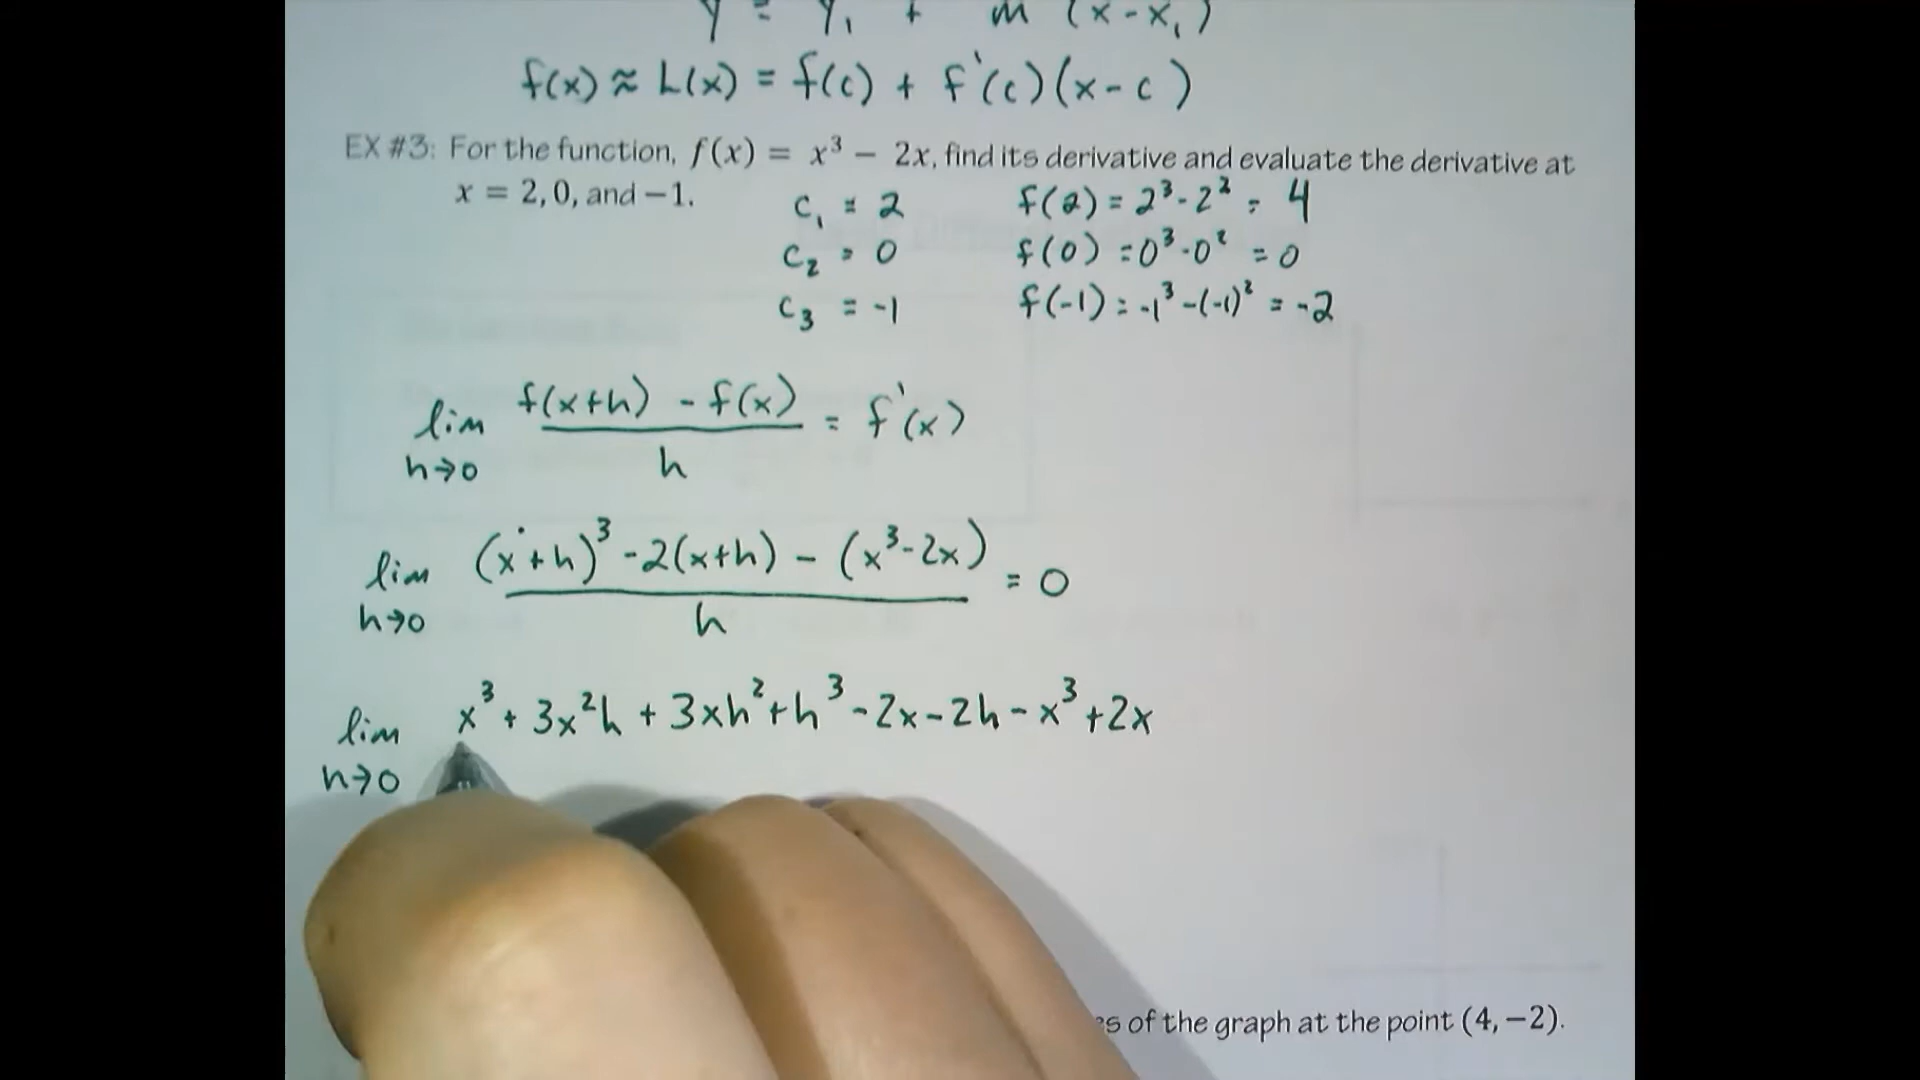 y = y₁ + m (x-x₁)
f(x) ≈ L(x) = f(c) + f'(c)(x-c)
EX #3: For the function, f(x) = x³ − 2x, find its derivative and evaluate the derivative at
x = 2, 0, and −1.
c₁ = 2 f(2) = 2³-2² = 4
c₂ = 0 f(0) = 0³-0² = 0
c₃ = -1 f(-1) = -1³-(-1)² = -2
lim h→0 f(x+h) - f(x) / h = f'(x)
lim h→0 (x+h)³ -2(x+h) - (x³-2x) / h = 0
lim h→0 x³ + 3x²h + 3xh² + h³ - 2x - 2h - x³ + 2x
of the graph at the point (4, −2).